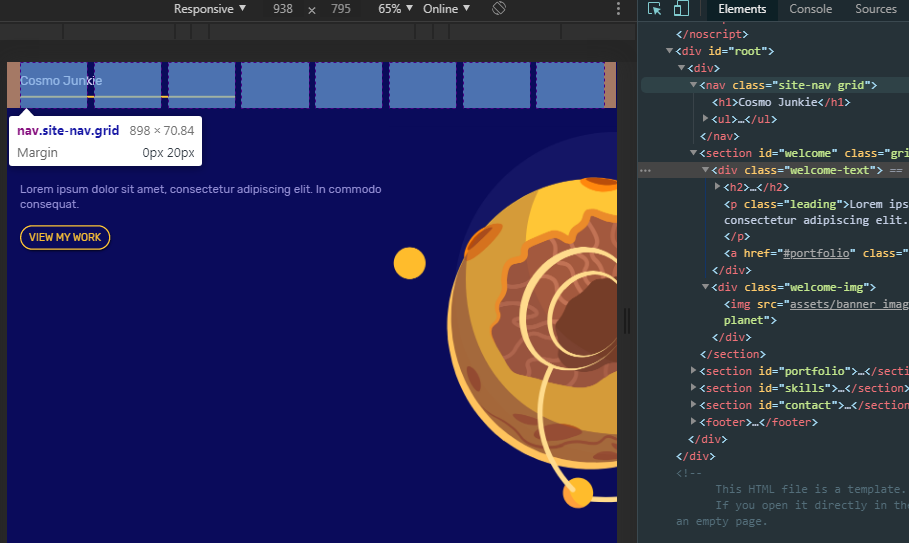 Responsive ▼ 938 × 795 65% ▼ Online ▼
Elements Console Sources
Cosmo Junkie
nav.site-nav.grid 898 × 70.84
Margin 0px 20px
Lorem ipsum dolor sit amet, consectetur adipiscing elit. In commodo
consequat.
VIEW MY WORK
</noscript>
▼<div id="root">
▼<div>
▼<nav class="site-nav grid">
<h1>Cosmo Junkie</h1>
▶<ul>…</ul>
</nav>
▼<section id="welcome" class="gri
… ▼<div class="welcome-text"> ==
▶<h2>…</h2>
<p class="leading">Lorem ips
consectetur adipiscing elit.
</p>
<a href="#portfolio" class="
</div>
▼<div class="welcome-img">
<img src="assets/banner imag
planet">
</div>
</section>
▶<section id="portfolio">…</secti
▶<section id="skills">…</section>
▶<section id="contact">…</section
▶<footer>…</footer>
</div>
</div>
<!--
This HTML file is a template.
If you open it directly in the
an empty page.